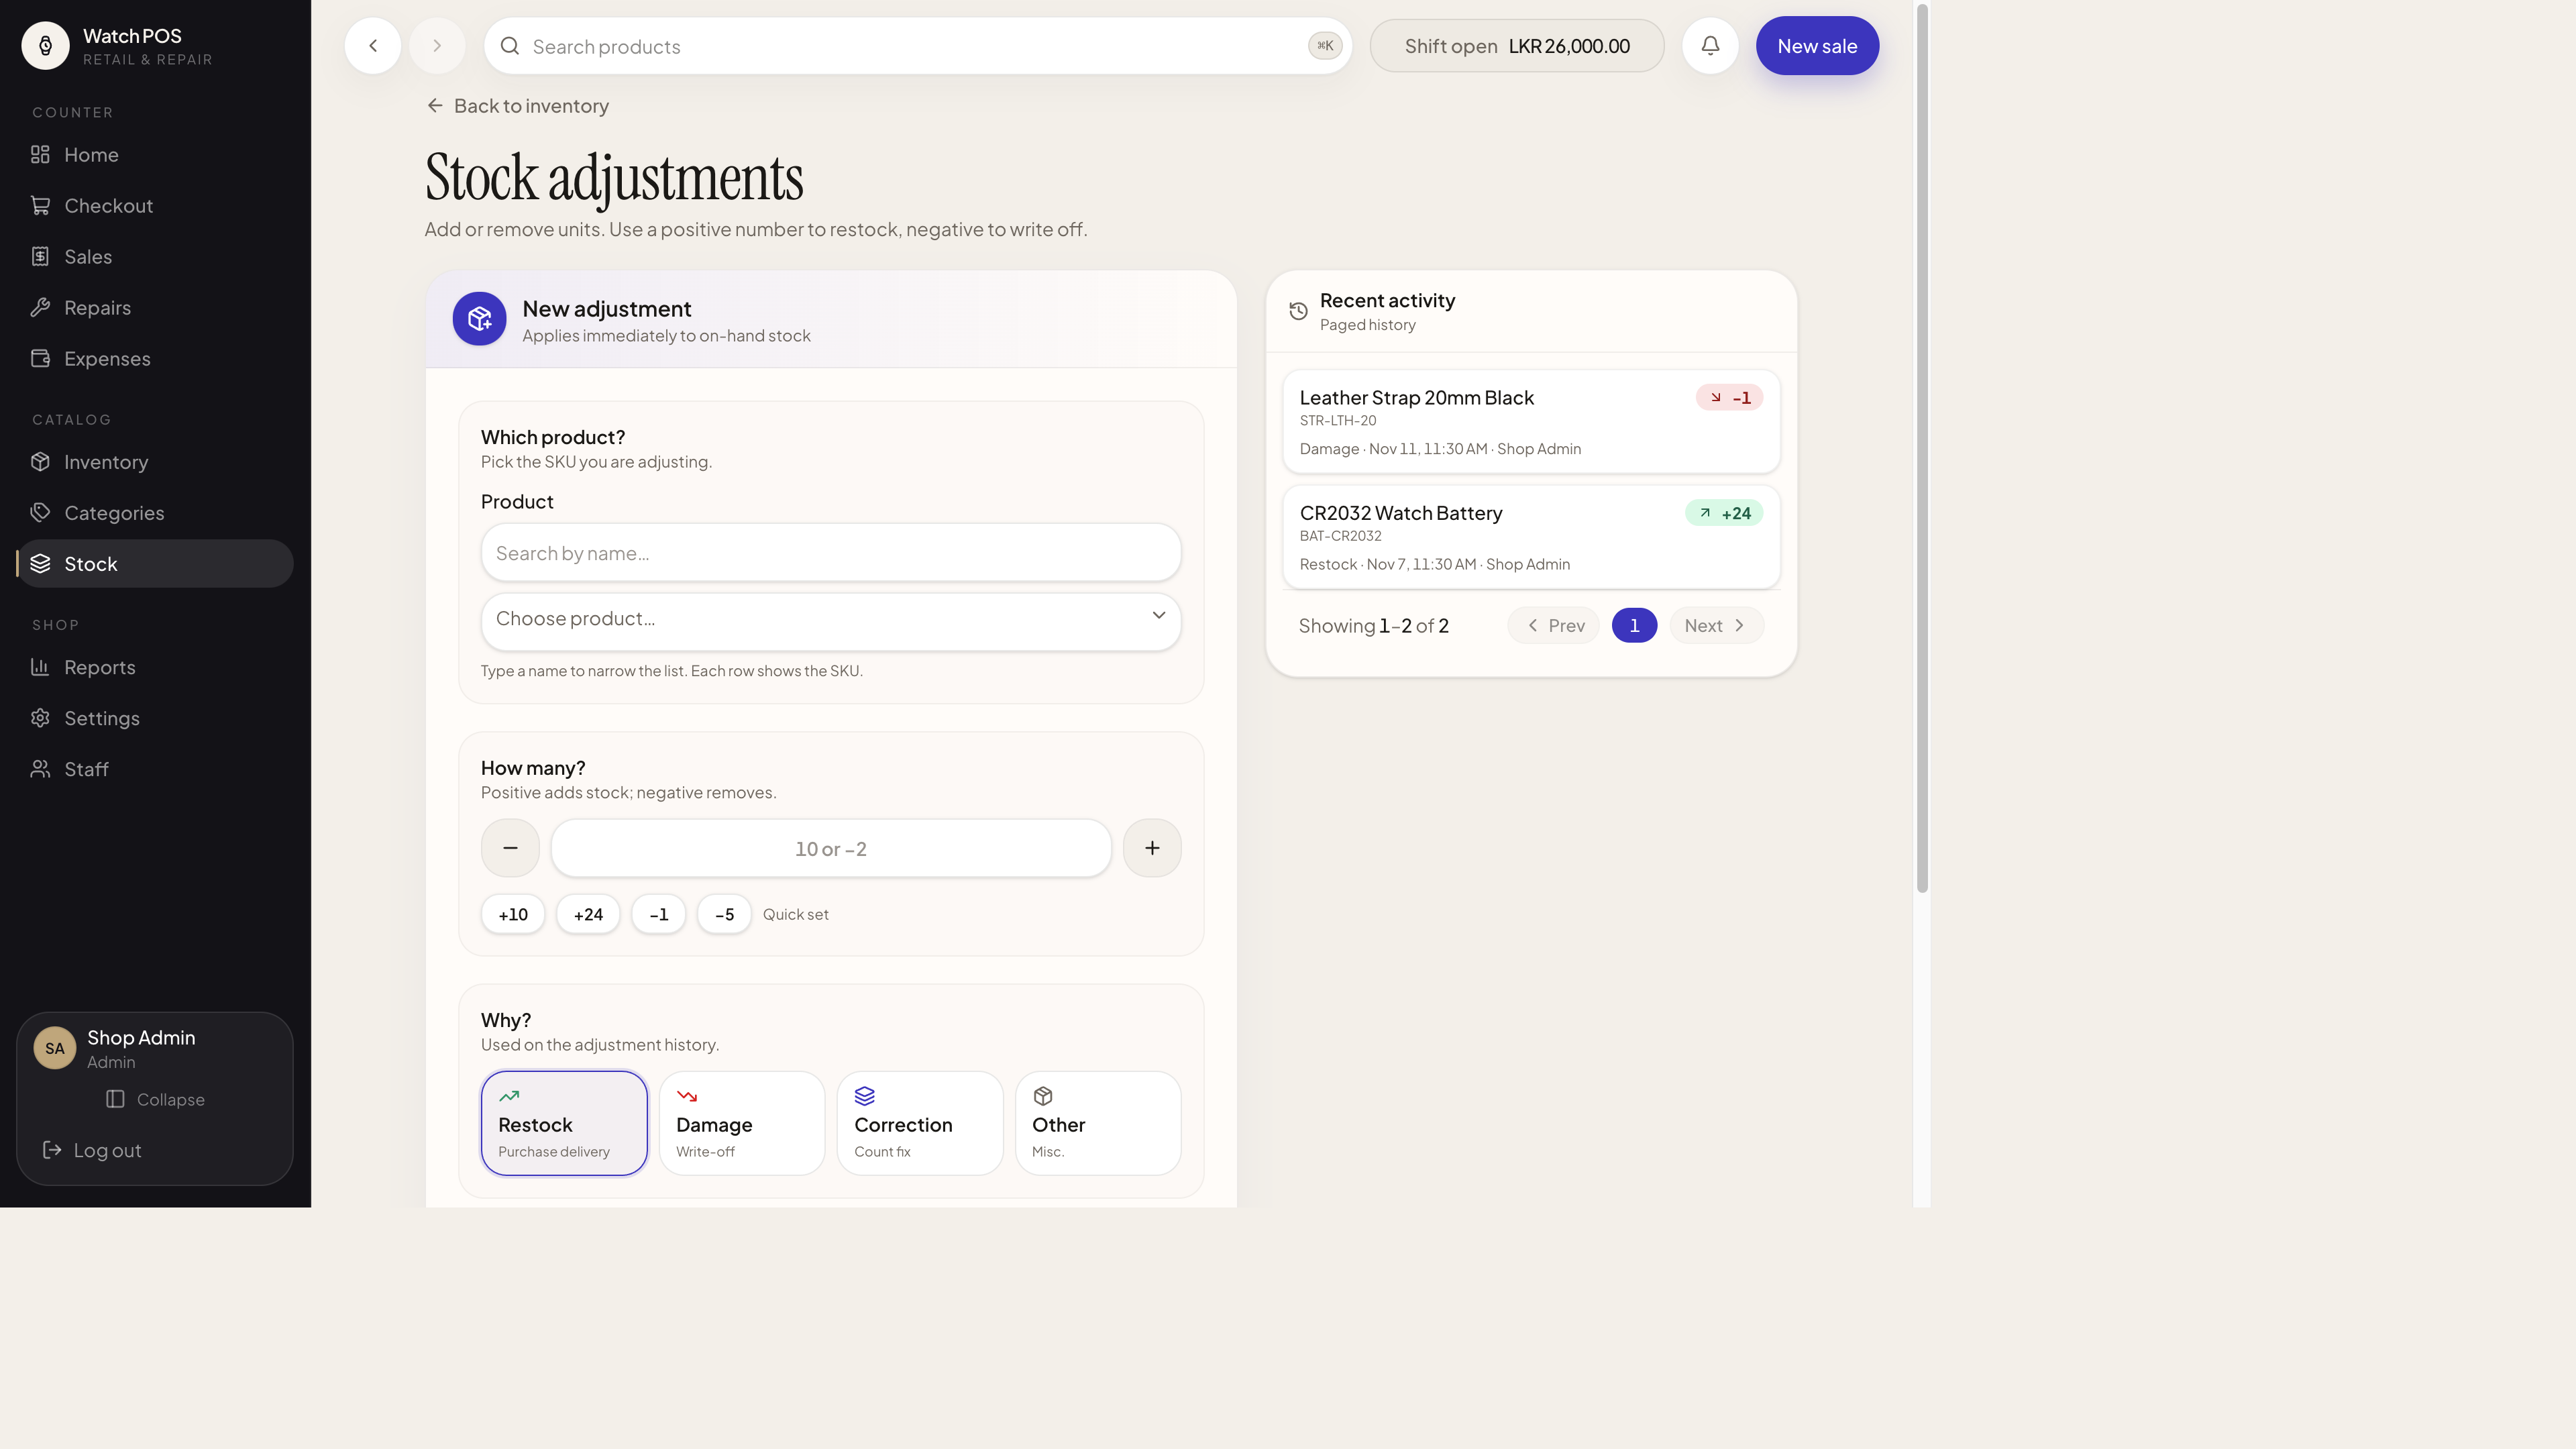 Watch POS
RETAIL & REPAIR
COUNTER
Home
Checkout
Sales
Repairs
Expenses
CATALOG
Inventory
Categories
Stock
SHOP
Reports
Settings
Staff
SA
Shop Admin
Admin
Collapse
Log out
Search products
⌘K
Shift open LKR 26,000.00
New sale
Back to inventory
Stock adjustments
Add or remove units. Use a positive number to restock, negative to write off.
New adjustment
Applies immediately to on-hand stock
Which product?
Pick the SKU you are adjusting.
Product
Search by name...
Choose product...
Type a name to narrow the list. Each row shows the SKU.
How many?
Positive adds stock; negative removes.
10 or −2
+10 +24 −1 −5 Quick set
Why?
Used on the adjustment history.
Restock
Purchase delivery
Damage
Write-off
Correction
Count fix
Other
Misc.
Recent activity
Paged history
Leather Strap 20mm Black -1
STR-LTH-20
Damage · Nov 11, 11:30 AM · Shop Admin
CR2032 Watch Battery +24
BAT-CR2032
Restock · Nov 7, 11:30 AM · Shop Admin
Showing 1–2 of 2 Prev 1 Next